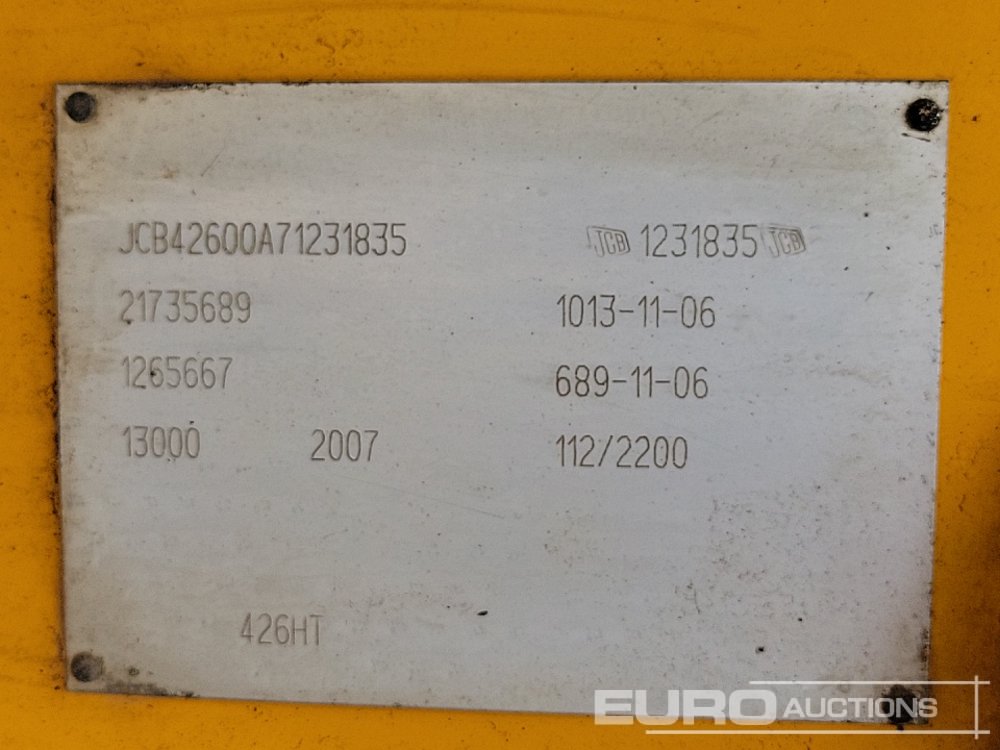 JCB42600A71231835 JCB 1231835 JCB
21735689 1013-11-06
1265667 689-11-06
13000 2007 112/2200
426HT
EURO AUCTIONS